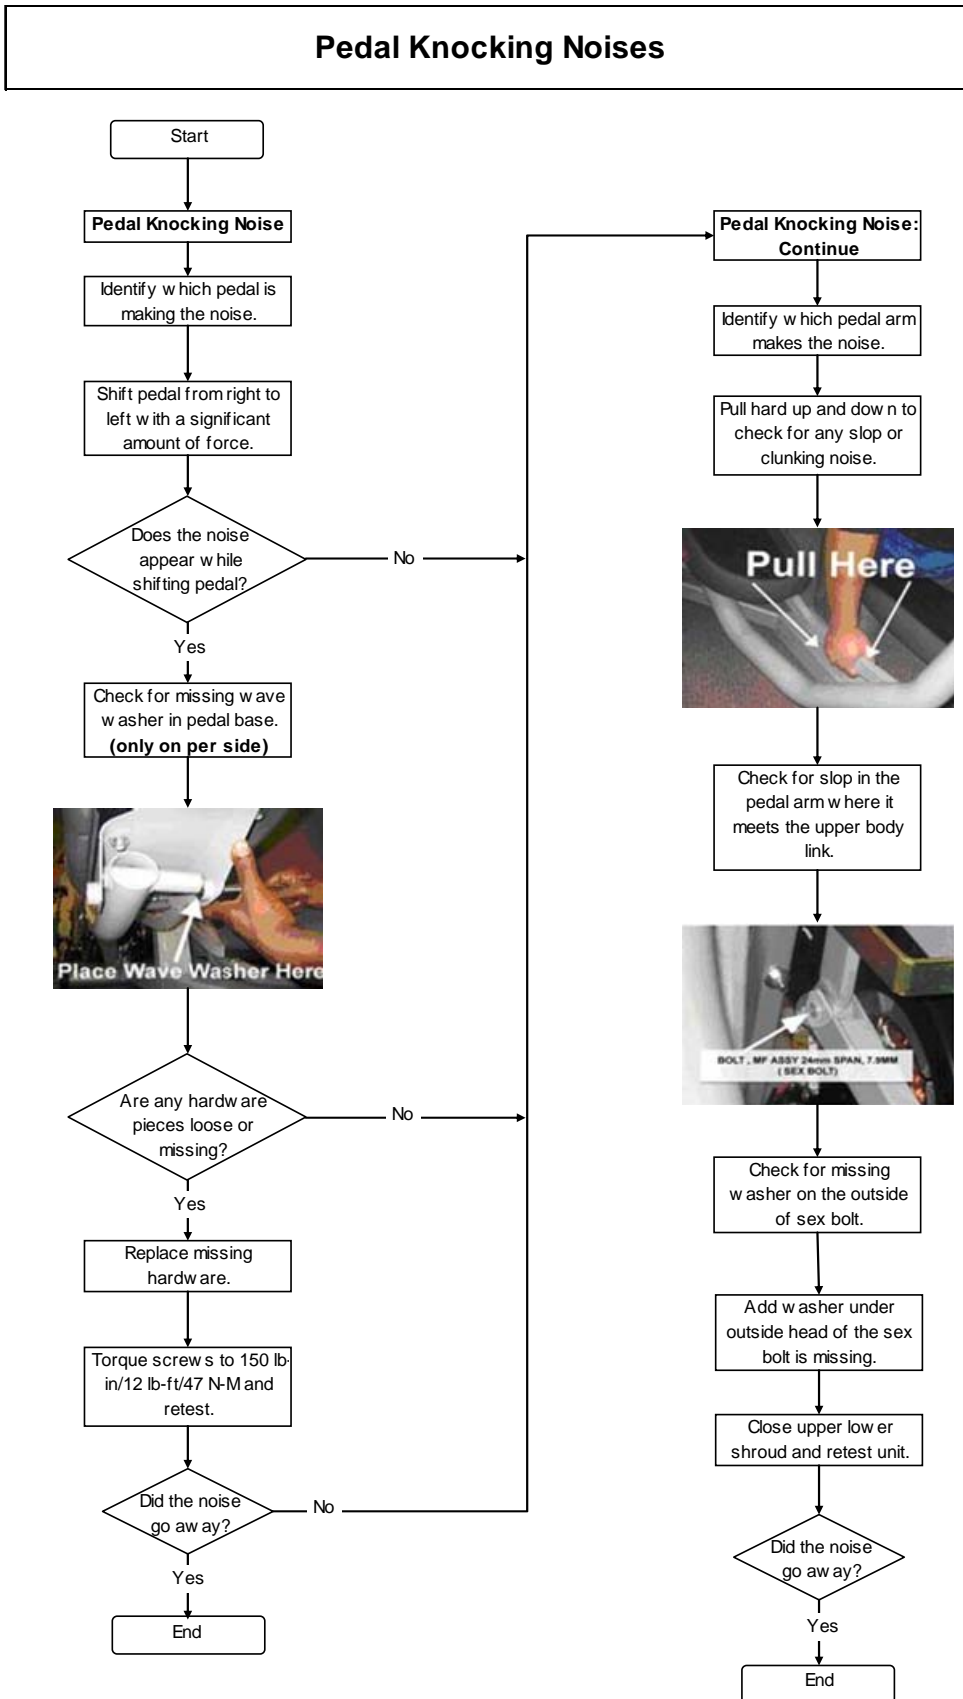 Pedal Knocking Noises
Start
Pedal Knocking Noise
Identify which pedal is
making the noise.
Shift pedal from right to
left with a significant
amount of force.
Does the noise
appear while
shifting pedal?
No
Yes
Check for missing wave
washer in pedal base.
(only on per side)
Place Wave Washer Here
Are any hardware
pieces loose or
missing?
No
Yes
Replace missing
hardware.
Torque screws to 150 lb-
in/12 lb-ft/47 N-M and
retest.
Did the noise
go away?
No
Yes
End
Pedal Knocking Noise:
Continue
Identify which pedal arm
makes the noise.
Pull hard up and down to
check for any slop or
clunking noise.
Pull Here
Check for slop in the
pedal arm where it
meets the upper body
link.
BOLT , MF ASSY 24mm SPAN, 7.9MM
( SEX BOLT)
Check for missing
washer on the outside
of sex bolt.
Add washer under
outside head of the sex
bolt is missing.
Close upper lower
shroud and retest unit.
Did the noise
go away?
Yes
End